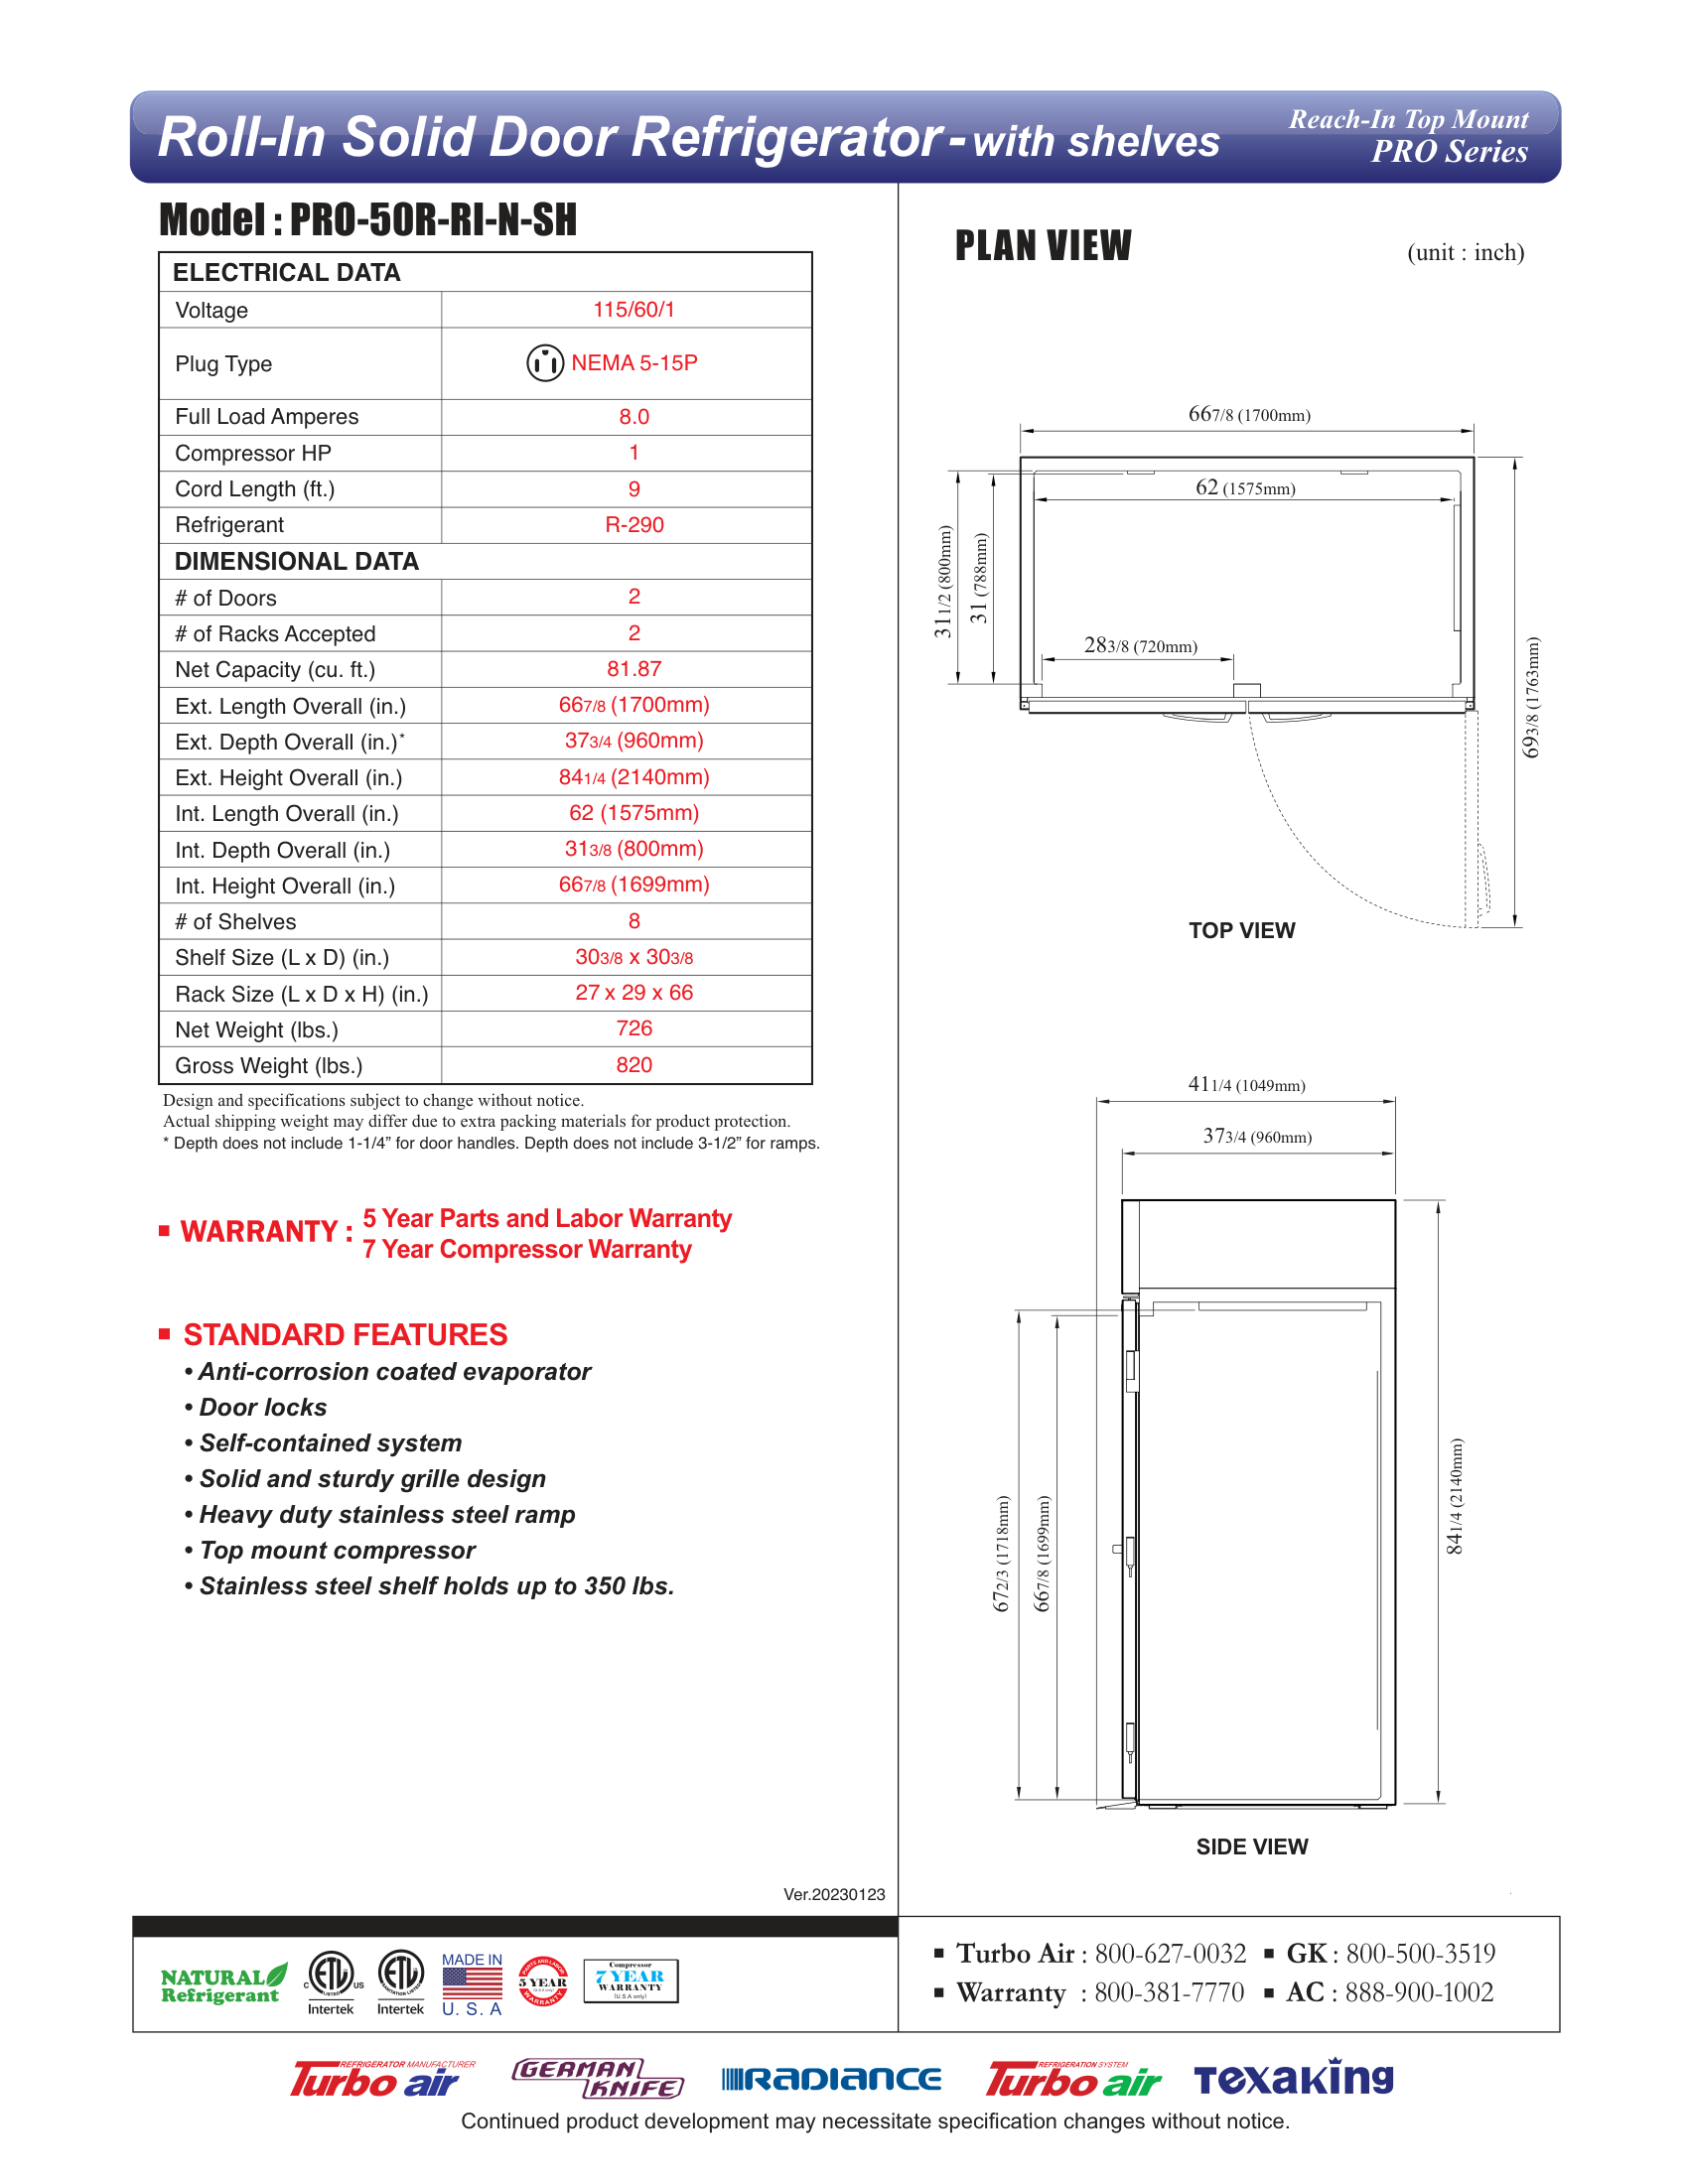 Roll-In Solid Door Refrigerator - with shelves
Reach-In Top Mount
PRO Series
Model : PRO-50R-RI-N-SH
ELECTRICAL DATA
Voltage 115/60/1
Plug Type NEMA 5-15P
Full Load Amperes 8.0
Compressor HP 1
Cord Length (ft.) 9
Refrigerant R-290
DIMENSIONAL DATA
# of Doors 2
# of Racks Accepted 2
Net Capacity (cu. ft.) 81.87
Ext. Length Overall (in.) 66 7/8 (1700mm)
Ext. Depth Overall (in.)* 37 3/4 (960mm)
Ext. Height Overall (in.) 84 1/4 (2140mm)
Int. Length Overall (in.) 62 (1575mm)
Int. Depth Overall (in.) 31 3/8 (800mm)
Int. Height Overall (in.) 66 7/8 (1699mm)
# of Shelves 8
Shelf Size (L x D) (in.) 30 3/8 x 30 3/8
Rack Size (L x D x H) (in.) 27 x 29 x 66
Net Weight (lbs.) 726
Gross Weight (lbs.) 820
Design and specifications subject to change without notice.
Actual shipping weight may differ due to extra packing materials for product protection.
* Depth does not include 1-1/4” for door handles. Depth does not include 3-1/2” for ramps.
WARRANTY :
5 Year Parts and Labor Warranty
7 Year Compressor Warranty
STANDARD FEATURES
• Anti-corrosion coated evaporator
• Door locks
• Self-contained system
• Solid and sturdy grille design
• Heavy duty stainless steel ramp
• Top mount compressor
• Stainless steel shelf holds up to 350 lbs.
Ver.20230123
PLAN VIEW
(unit : inch)
66 7/8 (1700mm)
62 (1575mm)
31 1/2 (800mm)
31 (788mm)
28 3/8 (720mm)
69 3/8 (1763mm)
TOP VIEW
41 1/4 (1049mm)
37 3/4 (960mm)
67 2/3 (1718mm)
66 7/8 (1699mm)
84 1/4 (2140mm)
SIDE VIEW
NATURAL
Refrigerant
C ETL US
LISTED
Intertek
ETL
SANITATION LISTED
Intertek
MADE IN
U. S. A
PARTS AND LABOR
5 YEAR
(U.S.A only)
WARRANTY
Compressor
7 YEAR
WARRANTY
(U.S.A only)
Turbo Air : 800-627-0032
GK : 800-500-3519
Warranty : 800-381-7770
AC : 888-900-1002
REFRIGERATOR MANUFACTURER
Turbo air
GERMAN
KNIFE
RADIANCE
REFRIGERATION SYSTEM
Turbo air
TEXAKING
Continued product development may necessitate specification changes without notice.